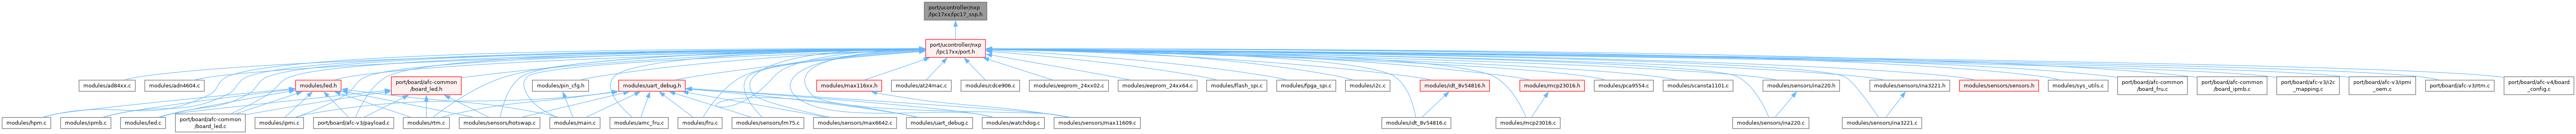 port/ucontroller/nxp
/lpc17xx/lpc17_ssp.h
port/ucontroller/nxp
/lpc17xx/port.h
modules/ad84xx.c
modules/adn4604.c
modules/led.h
port/board/afc-common
/board_led.h
modules/pin_cfg.h
modules/uart_debug.h
modules/max116xx.h
modules/at24mac.c
modules/cdce906.c
modules/eeprom_24xx02.c
modules/eeprom_24xx64.c
modules/flash_spi.c
modules/fpga_spi.c
modules/i2c.c
modules/idt_8v54816.h
modules/mcp23016.h
modules/pca9554.c
modules/scansta1101.c
modules/sensors/ina220.h
modules/sensors/ina3221.h
modules/sensors/sensors.h
modules/sys_utils.c
port/board/afc-common
/board_fru.c
port/board/afc-common
/board_ipmb.c
port/board/afc-v3/i2c
_mapping.c
port/board/afc-v3/ipmi
_oem.c
port/board/afc-v3/rtm.c
port/board/afc-v4/board
_config.c
modules/hpm.c
modules/ipmb.c
modules/led.c
port/board/afc-common
/board_led.c
modules/ipmi.c
port/board/afc-v3/payload.c
modules/rtm.c
modules/sensors/hotswap.c
modules/main.c
modules/amc_fru.c
modules/fru.c
modules/sensors/lm75.c
modules/sensors/max6642.c
modules/uart_debug.c
modules/watchdog.c
modules/sensors/max11609.c
modules/idt_8v54816.c
modules/mcp23016.c
modules/sensors/ina220.c
modules/sensors/ina3221.c